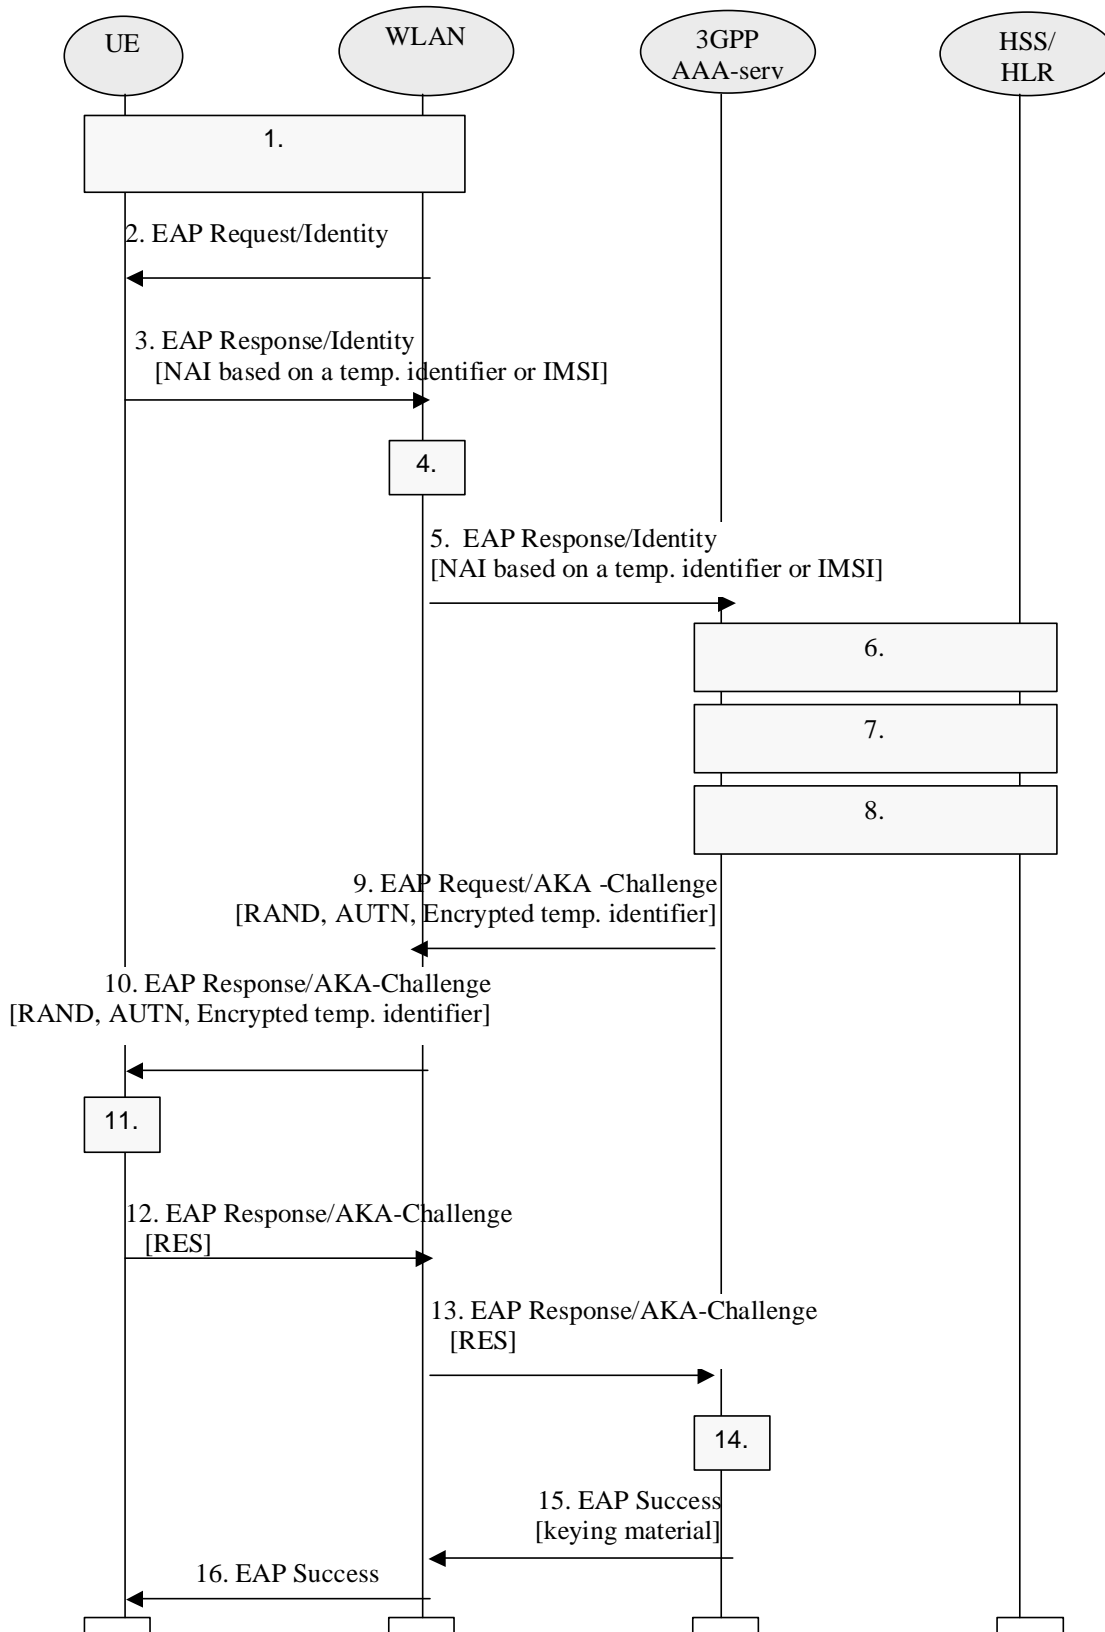 UE
WLAN
3GPP
AAA-serv
HSS/
HLR
1.
2. EAP Request/Identity
3. EAP Response/Identity
[NAI based on a temp. identifier or IMSI]
4.
5. EAP Response/Identity
[NAI based on a temp. identifier or IMSI]
6.
7.
8.
9. EAP Request/AKA -Challenge
[RAND, AUTN, Encrypted temp. identifier]
10. EAP Response/AKA-Challenge
[RAND, AUTN, Encrypted temp. identifier]
11.
12. EAP Response/AKA-Challenge
[RES]
13. EAP Response/AKA-Challenge
[RES]
14.
15. EAP Success
[keying material]
16. EAP Success